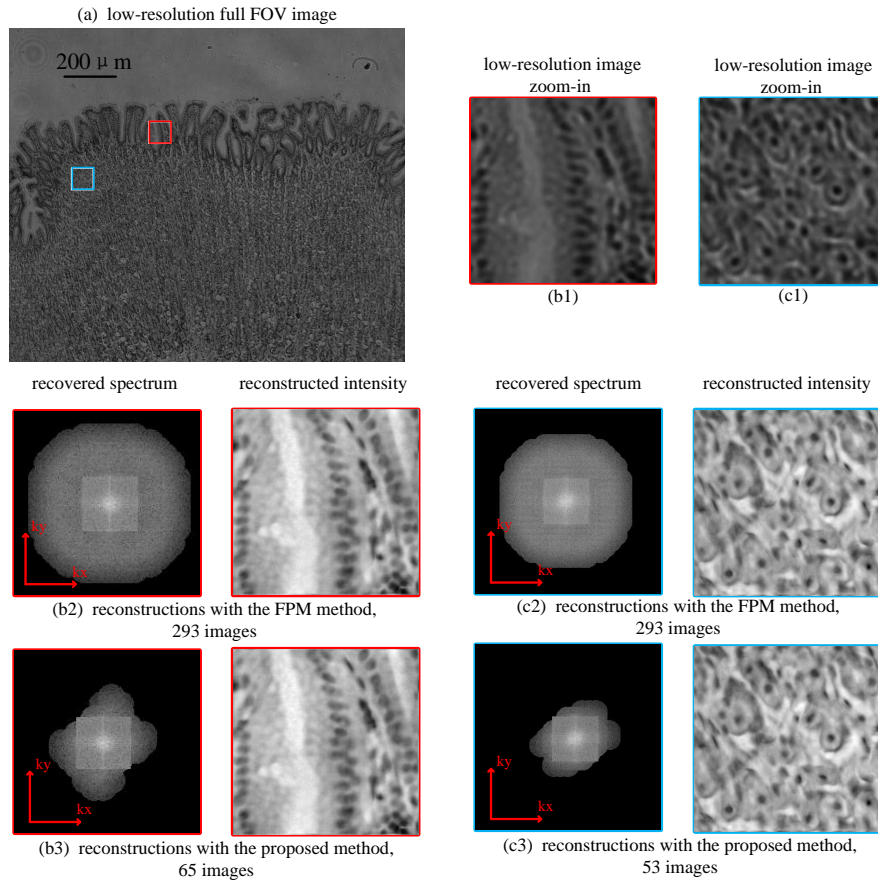 (a) low-resolution full FOV image
200 μm
low-resolution image
zoom-in
(b1)
low-resolution image
zoom-in
(c1)
recovered spectrum
reconstructed intensity
ky
kx
(b2) reconstructions with the FPM method,
293 images
recovered spectrum
reconstructed intensity
ky
kx
(c2) reconstructions with the FPM method,
293 images
ky
kx
(b3) reconstructions with the proposed method,
65 images
ky
kx
(c3) reconstructions with the proposed method,
53 images